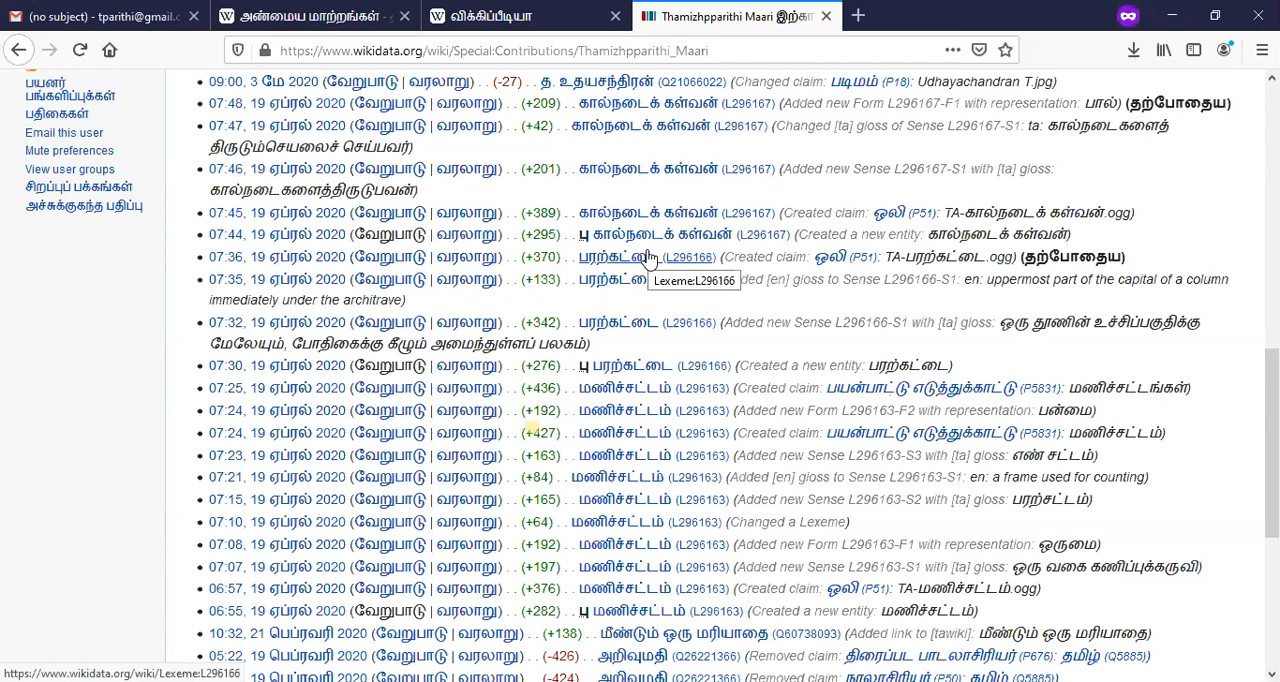 (no subject) - tparithi@gmail.c
அண்மைய மாற்றங்கள் -
விக்கிப்பீடியா
Thamizhpparithi Maari இற்கா
https://www.wikidata.org/wiki/Special:Contributions/Thamizhpparithi_Maari
பயனர்
பங்களிப்புக்கள்
பதிகைகள்
Email this user
Mute preferences
View user groups
சிறப்புப் பக்கங்கள்
அச்சுக்குகந்த பதிப்பு
09:00, 3 மே 2020 (வேறுபாடு | வரலாறு) . . (-27) . . த. உதயசந்திரன் (Q21066022) (Changed claim: படிமம் (P18): Udhayachandran T.jpg)
07:48, 19 ஏப்ரல் 2020 (வேறுபாடு | வரலாறு) . . (+209) . . கால்நடைக் கள்வன் (L296167) (Added new Form L296167-F1 with representation: பால்) (தற்போதைய)
07:47, 19 ஏப்ரல் 2020 (வேறுபாடு | வரலாறு) . . (+42) . . கால்நடைக் கள்வன் (L296167) (Changed [ta] gloss of Sense L296167-S1: ta: கால்நடைகளைத்
திருடும்செயலைச் செய்பவர்)
07:46, 19 ஏப்ரல் 2020 (வேறுபாடு | வரலாறு) . . (+201) . . கால்நடைக் கள்வன் (L296167) (Added new Sense L296167-S1 with [ta] gloss:
கால்நடைகளைத்திருடுபவன்)
07:45, 19 ஏப்ரல் 2020 (வேறுபாடு | வரலாறு) . . (+389) . . கால்நடைக் கள்வன் (L296167) (Created claim: ஒலி (P51): TA-கால்நடைக் கள்வன்.ogg)
07:44, 19 ஏப்ரல் 2020 (வேறுபாடு | வரலாறு) . . (+295) . . பு கால்நடைக் கள்வன் (L296167) (Created a new entity: கால்நடைக் கள்வன்)
07:36, 19 ஏப்ரல் 2020 (வேறுபாடு | வரலாறு) . . (+370) . . பரற்கட்டை (L296166) (Created claim: ஒலி (P51): TA-பரற்கட்டை.ogg) (தற்போதைய)
Lexeme:L296166
07:35, 19 ஏப்ரல் 2020 (வேறுபாடு | வரலாறு) . . (+133) . . பரற்கட்டை ded [en] gloss to Sense L296166-S1: en: uppermost part of the capital of a column
immediately under the architrave)
07:32, 19 ஏப்ரல் 2020 (வேறுபாடு | வரலாறு) . . (+342) . . பரற்கட்டை (L296166) (Added new Sense L296166-S1 with [ta] gloss: ஒரு தூணின் உச்சிப்பகுதிக்கு
மேலேயும், போதிகைக்கு கீழும் அமைந்துள்ளப் பலகம்)
07:30, 19 ஏப்ரல் 2020 (வேறுபாடு | வரலாறு) . . (+276) . . பு பரற்கட்டை (L296166) (Created a new entity: பரற்கட்டை)
07:25, 19 ஏப்ரல் 2020 (வேறுபாடு | வரலாறு) . . (+436) . . மணிச்சட்டம் (L296163) (Created claim: பயன்பாட்டு எடுத்துக்காட்டு (P5831): மணிச்சட்டங்கள்)
07:24, 19 ஏப்ரல் 2020 (வேறுபாடு | வரலாறு) . . (+192) . . மணிச்சட்டம் (L296163) (Added new Form L296163-F2 with representation: பன்மை)
07:24, 19 ஏப்ரல் 2020 (வேறுபாடு | வரலாறு) . . (+427) . . மணிச்சட்டம் (L296163) (Created claim: பயன்பாட்டு எடுத்துக்காட்டு (P5831): மணிச்சட்டம்)
07:23, 19 ஏப்ரல் 2020 (வேறுபாடு | வரலாறு) . . (+163) . . மணிச்சட்டம் (L296163) (Added new Sense L296163-S3 with [ta] gloss: எண் சட்டம்)
07:21, 19 ஏப்ரல் 2020 (வேறுபாடு | வரலாறு) . . (+84) . . மணிச்சட்டம் (L296163) (Added [en] gloss to Sense L296163-S1: en: a frame used for counting)
07:15, 19 ஏப்ரல் 2020 (வேறுபாடு | வரலாறு) . . (+165) . . மணிச்சட்டம் (L296163) (Added new Sense L296163-S2 with [ta] gloss: பரற்சட்டம்)
07:10, 19 ஏப்ரல் 2020 (வேறுபாடு | வரலாறு) . . (+64) . . மணிச்சட்டம் (L296163) (Changed a Lexeme)
07:08, 19 ஏப்ரல் 2020 (வேறுபாடு | வரலாறு) . . (+192) . . மணிச்சட்டம் (L296163) (Added new Form L296163-F1 with representation: ஒருமை)
07:07, 19 ஏப்ரல் 2020 (வேறுபாடு | வரலாறு) . . (+197) . . மணிச்சட்டம் (L296163) (Added new Sense L296163-S1 with [ta] gloss: ஒரு வகை கணிப்புக்கருவி)
06:57, 19 ஏப்ரல் 2020 (வேறுபாடு | வரலாறு) . . (+376) . . மணிச்சட்டம் (L296163) (Created claim: ஒலி (P51): TA-மணிச்சட்டம்.ogg)
06:55, 19 ஏப்ரல் 2020 (வேறுபாடு | வரலாறு) . . (+282) . . பு மணிச்சட்டம் (L296163) (Created a new entity: மணிச்சட்டம்)
10:32, 21 பெப்ரவரி 2020 (வேறுபாடு | வரலாறு) . . (+138) . . மீண்டும் ஒரு மரியாதை (Q60738093) (Added link to [tawiki]: மீண்டும் ஒரு மரியாதை)
05:22, 19 பெப்ரவரி 2020 (வேறுபாடு | வரலாறு) . . (-426) . . அறிவுமதி (Q26221366) (Removed claim: திரைப்பட பாடலாசிரியர் (P676): தமிழ் (Q5885))
(வேறுபாடு | வரலாறு) . . (-424) . . அறிவுமதி (Q26221366) (Removed claim: நூலாசிரியர் (P50): தமிழ் (Q5885))
https://www.wikidata.org/wiki/Lexeme:L296166